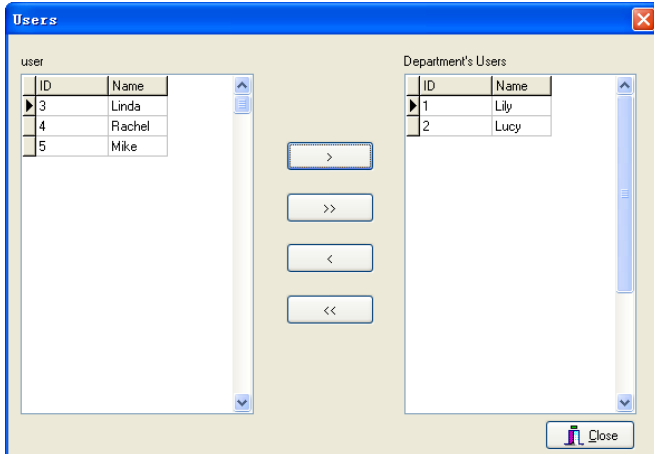 Users
user
ID Name
3 Linda
4 Rachel
5 Mike
>
>>
<
<<
Department's Users
ID Name
1 Lily
2 Lucy
Close